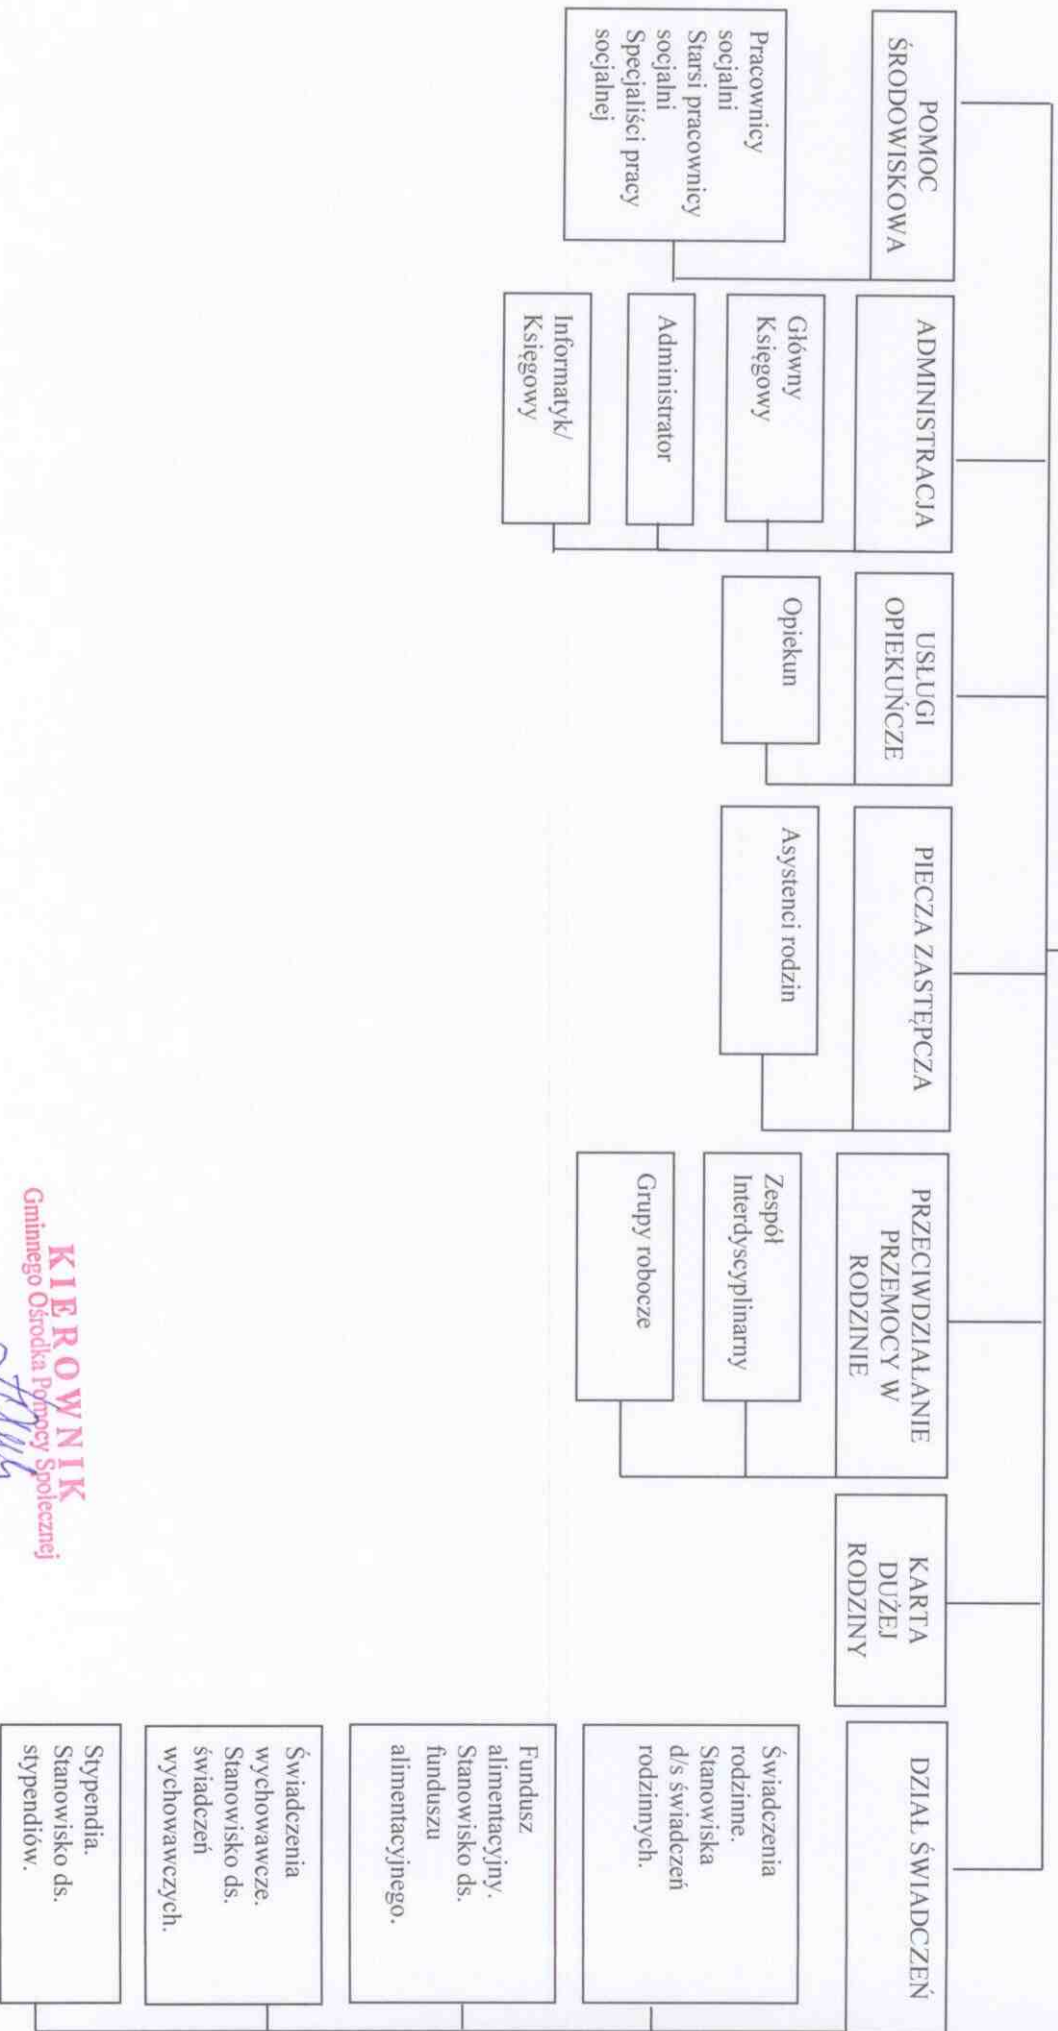 POMOC
ŚRODOWISKOWA
Pracownicy
socjalni
Starsi pracownicy
socjalni
Specjaliści pracy
socjalnej
ADMINISTRACJA
Główny
Księgowy
Administrator
Informatyk/
Księgowy
USŁUGI
OPIEKUŃCZE
Opiekun
PIECZA ZASTĘPCZA
Asystenci rodzin
PRZECIWDZIAŁANIE
PRZEMOCY W
RODZINIE
Zespół
Interdyscyplinarny
Grupy robocze
KARTA
DUŻEJ
RODZINY
DZIAŁ ŚWIADCZEŃ
Świadczenia
rodzinne.
Stanowiska
d/s świadczeń
rodzinnych.
Fundusz
alimentacyjny.
Stanowisko ds.
funduszu
alimentacyjnego.
Świadczenia
wychowawcze.
Stanowisko ds.
świadczeń
wychowawczych.
Stypendia.
Stanowisko ds.
stypendiów.
KIEROWNIK
Gminnego Ośrodka Pomocy Społecznej